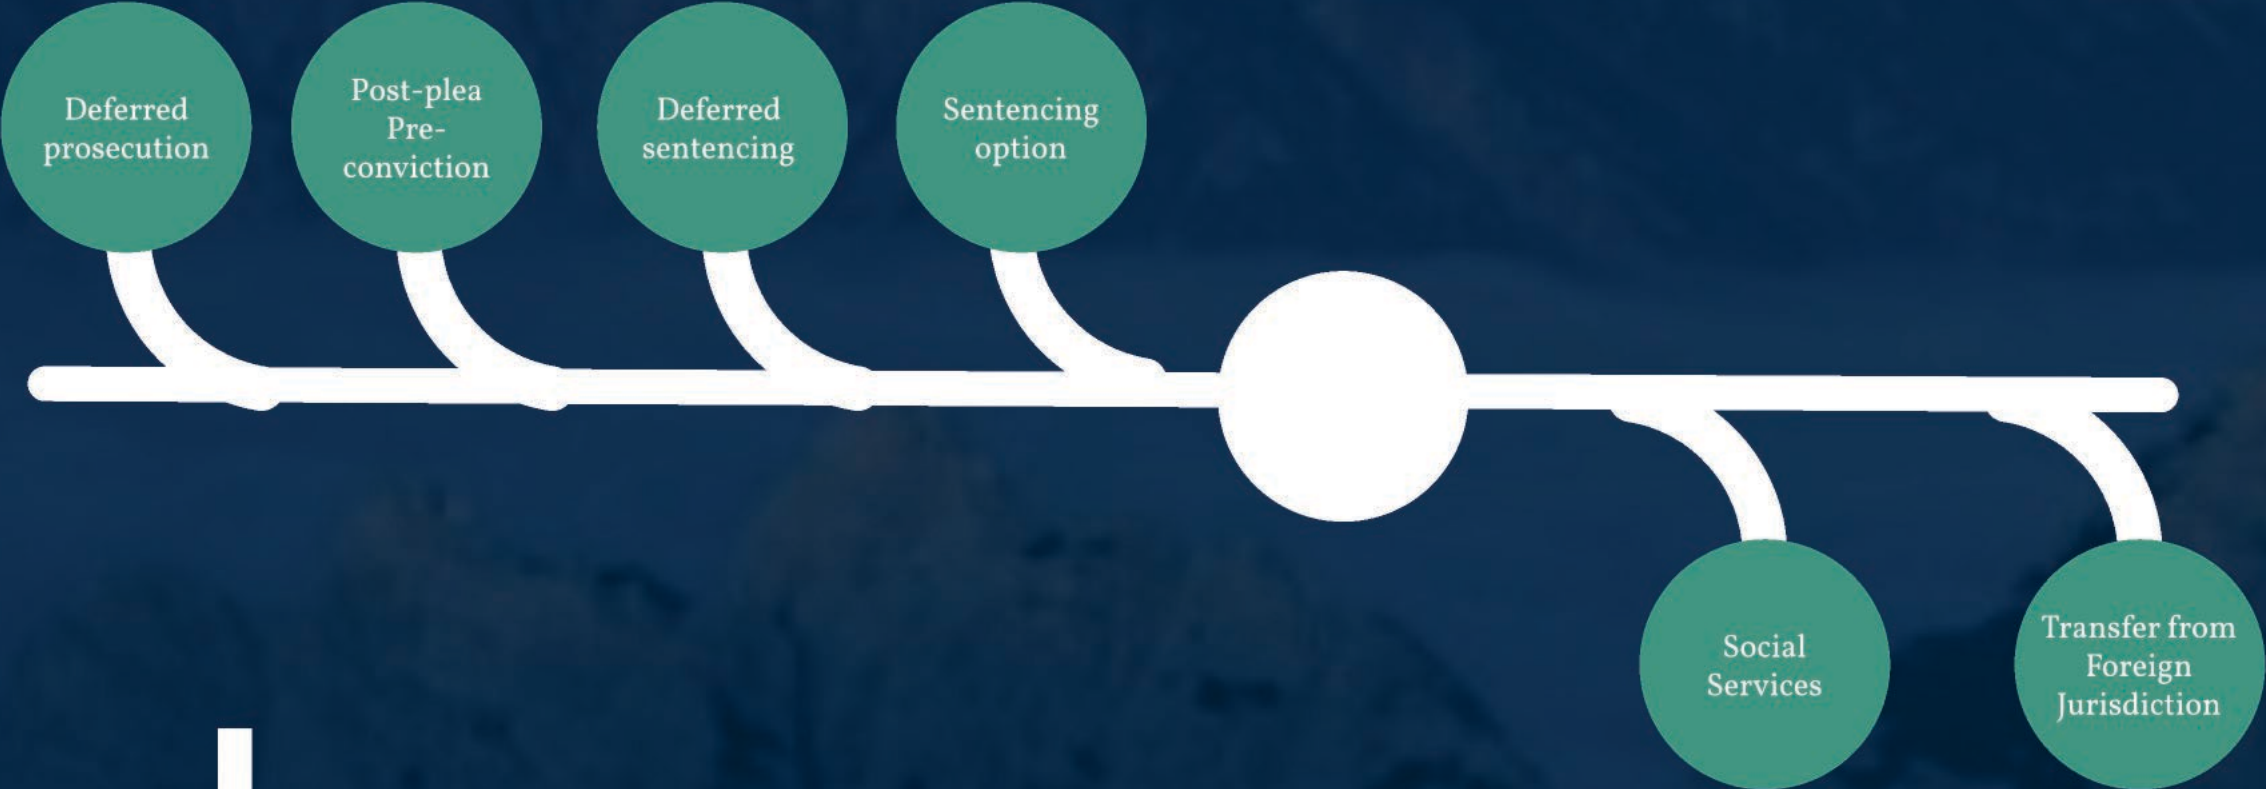 Deferred
prosecution
Post-plea
Pre-
conviction
Deferred
sentencing
Sentencing
option
Social
Services
Transfer from
Foreign
Jurisdiction